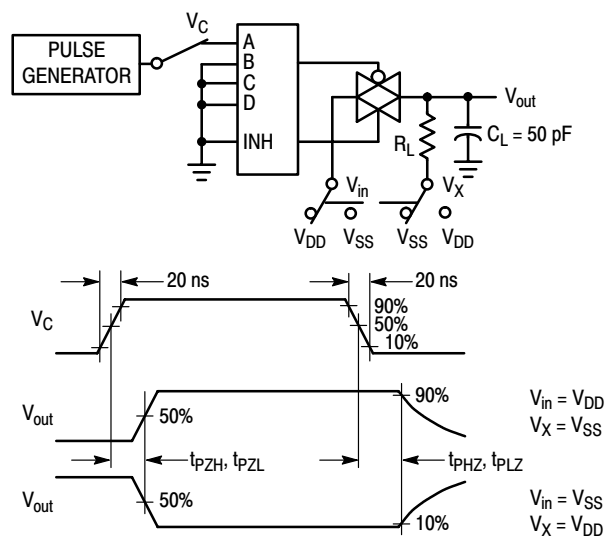 V_C
PULSE
GENERATOR
A
B
C
D
INH
V_out
R_L
C_L = 50 pF
V_in
V_X
V_DD
V_SS
V_SS
V_DD
20 ns
20 ns
V_C
90%
50%
10%
V_out
50%
90%
V_in = V_DD
V_X = V_SS
t_PZH, t_PZL
t_PHZ, t_PLZ
V_out
50%
10%
V_in = V_SS
V_X = V_DD